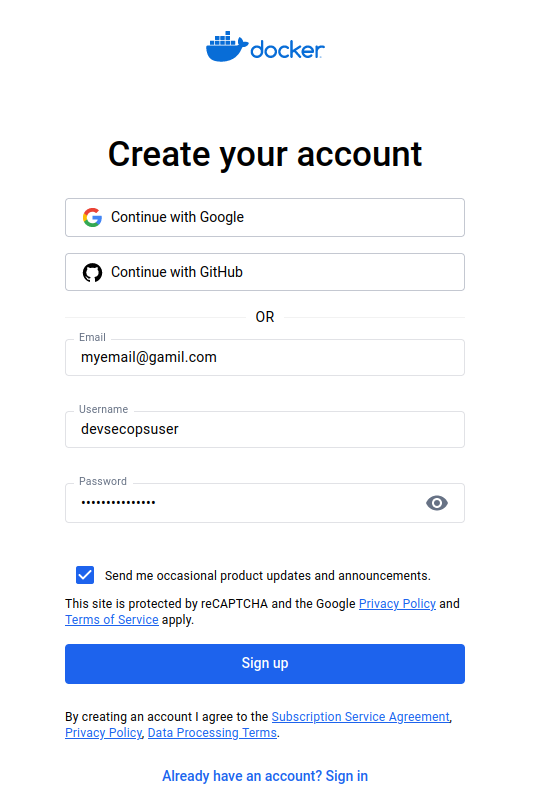 docker
Create your account
Continue with Google
Continue with GitHub
OR
Email
myemail@gamil.com
Username
devsecopsuser
Password
•••••••••••••••
Send me occasional product updates and announcements.
This site is protected by reCAPTCHA and the Google Privacy Policy and
Terms of Service apply.
Sign up
By creating an account I agree to the Subscription Service Agreement,
Privacy Policy, Data Processing Terms.
Already have an account? Sign in